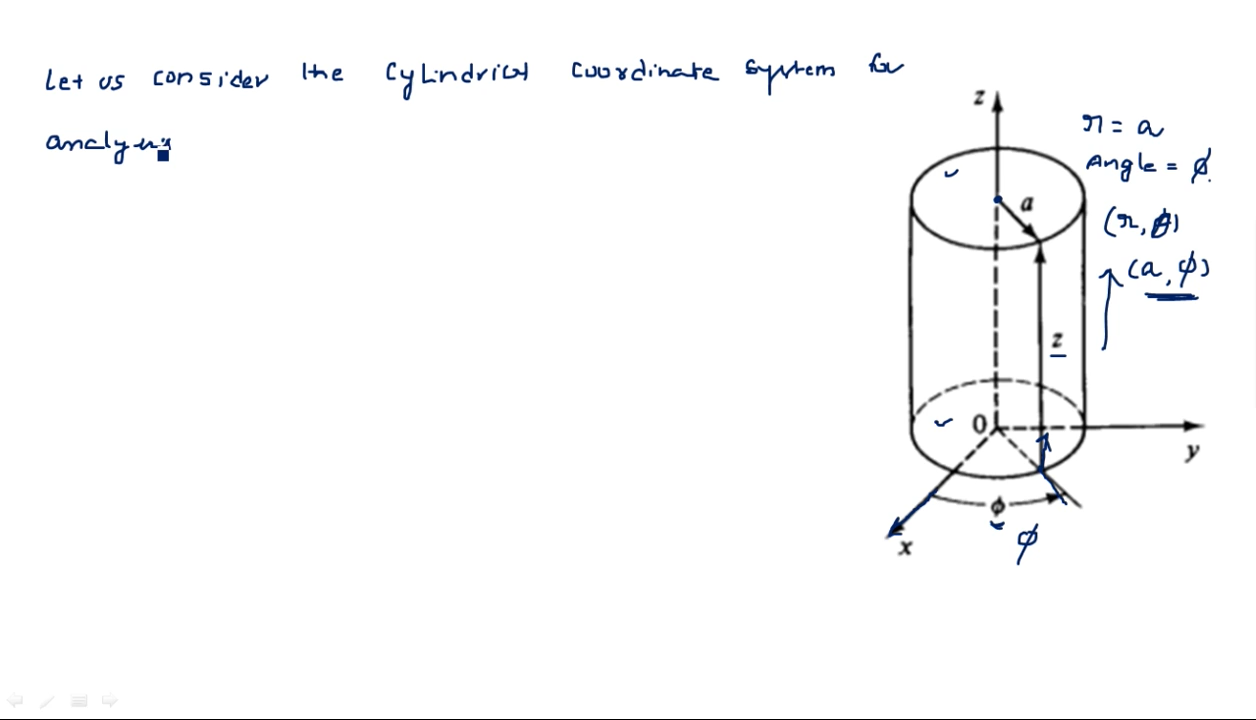 Let us consider the Cylindrical Coordinate System for
analysis
z
r = a
Angle = φ.
a
(r, φ)
(a, φ)
z
0
y
φ
x
φ